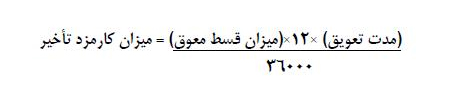 میزان کارمزد تأخیر = (میزان قسط معوق)×۱۲× (مدت تعویق)
۳۶۰۰۰